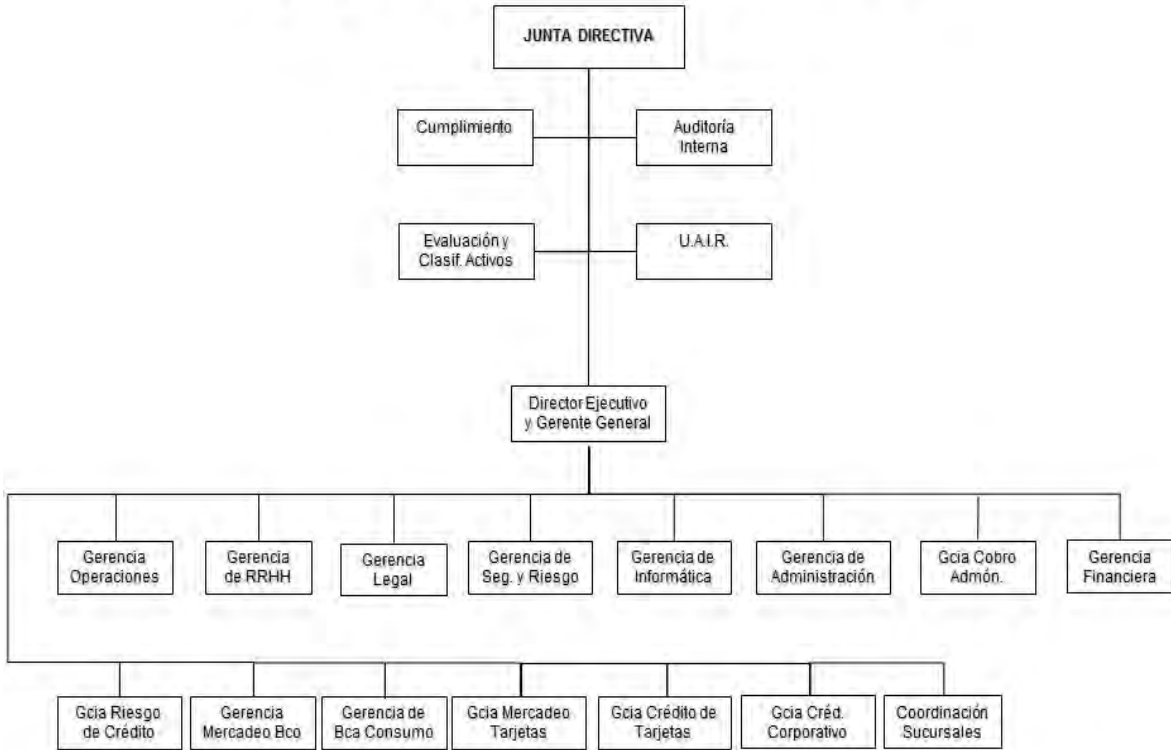 JUNTA DIRECTIVA
Cumplimiento
Auditoría
Interna
Evaluación y
Clasif. Activos
U.A.I.R.
Director Ejecutivo
y Gerente General
Gerencia
Operaciones
Gerencia
de RRHH
Gerencia
Legal
Gerencia de
Seg. y Riesgo
Gerencia de
Informática
Gerencia de
Administración
Gcia Cobro
Admón.
Gerencia
Financiera
Gcia Riesgo
de Crédito
Gerencia
Mercadeo Bco
Gerencia de
Bca Consumo
Gcia Mercadeo
Tarjetas
Gcia Crédito de
Tarjetas
Gcia Créd.
Corporativo
Coordinación
Sucursales